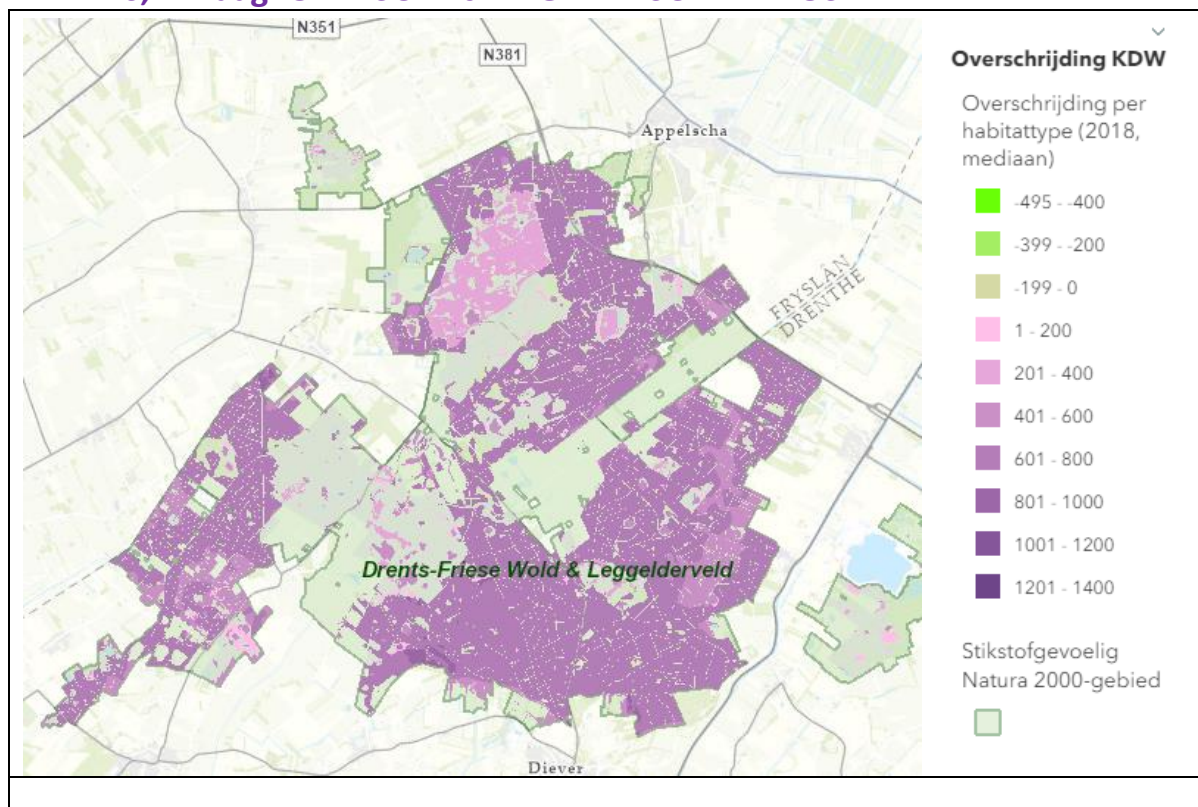 N351
N381
Appelscha
FRYSLÂN
DRENTHE
Drents-Friese Wold & Leggelderveld
Diever
Overschrijding KDW
Overschrijding per
habitattype (2018,
mediaan)
-495 - -400
-399 - -200
-199 - 0
1 - 200
201 - 400
401 - 600
601 - 800
801 - 1000
1001 - 1200
1201 - 1400
Stikstofgevoelig
Natura 2000-gebied